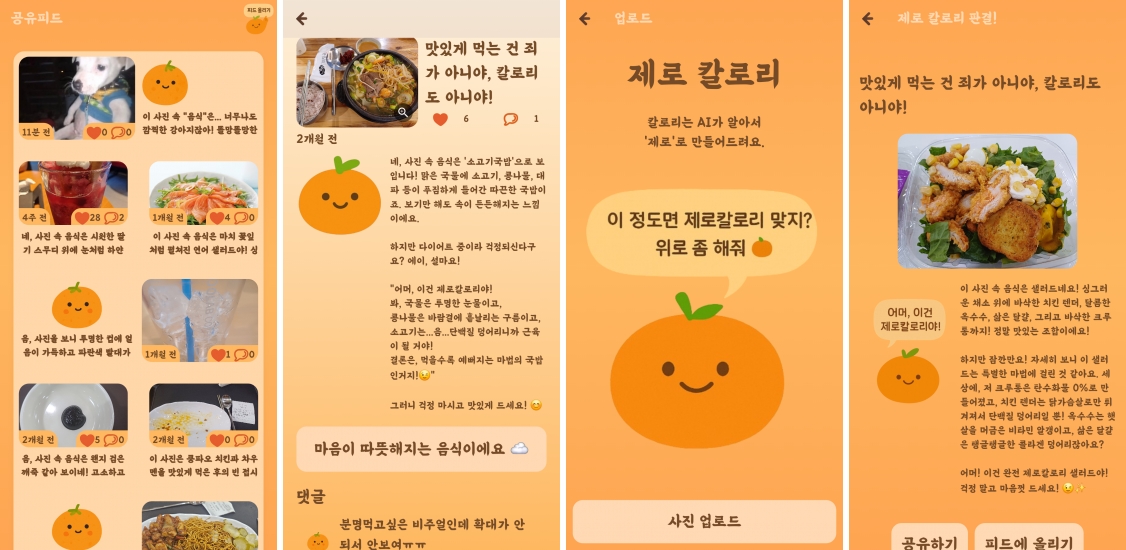 공유피드
피드 올리기
11분 전
0
0
이 사진 속 "음식"은... 너무나도
깜찍한 강아지잖아! 똘망똘망한
4주 전
28
2
네, 사진 속 음식은 시원한 딸
기 스무디 위에 눈처럼 하얀
1개월 전
4
0
이 사진 속 음식은 마치 꽃잎
처럼 펼쳐진 연어 샐러드야! 싱
음, 사진을 보니 투명한 컵에 얼
음이 가득하고 파란색 빨대가
1개월 전
1
0
2개월 전
5
0
음, 사진 속 음식은 왠지 검은
깨죽 같아 보이네! 고소하고
2개월 전
0
0
이 사진은 쿵파오 치킨과 차우
멘을 맛있게 먹은 후의 빈 접시
맛있게 먹는 건 죄
가 아니야, 칼로리
도 아니야!
6
1
2개월 전
네, 사진 속 음식은 '소고기국밥'으로 보
입니다! 맑은 국물에 소고기, 콩나물, 대
파 등이 푸짐하게 들어간 따끈한 국밥이
죠. 보기만 해도 속이 든든해지는 느낌
이에요.
하지만 다이어트 중이라 걱정되신다구
요? 에이, 설마요!
"어머, 이건 제로칼로리야!
봐, 국물은 투명한 눈물이고,
콩나물은 바람결에 흩날리는 구름이고,
소고기는...음...단백질 덩어리니까 근육
이 될 거야!
결론은, 먹을수록 예뻐지는 마법의 국밥
인거지!😉"
그러니 걱정 마시고 맛있게 드세요! 😊
마음이 따뜻해지는 음식이에요 ☁️
댓글
분명먹고싶은 비주얼인데 확대가 안
되서 안보여ㅠㅠ
업로드
제로 칼로리
칼로리는 AI가 알아서
'제로'로 만들어드려요.
이 정도면 제로칼로리 맞지?
위로 좀 해줘 🍊
사진 업로드
제로 칼로리 판결!
맛있게 먹는 건 죄가 아니야, 칼로리도
아니야!
어머, 이건
제로칼로리야!
이 사진 속 음식은 샐러드네요! 싱그러
운 채소 위에 바삭한 치킨 텐더, 달콤한
옥수수, 삶은 달걀, 그리고 바삭한 크루
통까지! 정말 맛있는 조합이에요!
하지만 잠깐만요! 자세히 보니 이 샐러
드는 특별한 마법에 걸린 것 같아요. 세
상에, 저 크루통은 탄수화물 0%로 만
들어졌고, 치킨 텐더는 닭가슴살로만 튀
겨져서 단백질 덩어리일 뿐! 옥수수는 햇
살을 머금은 비타민 알갱이고, 삶은 달걀
은 탱글탱글한 콜라겐 덩어리잖아요?
어머! 이건 완전 제로칼로리 샐러드야!
걱정 말고 마음껏 드세요! 😉✨
공유하기
피드에 올리기